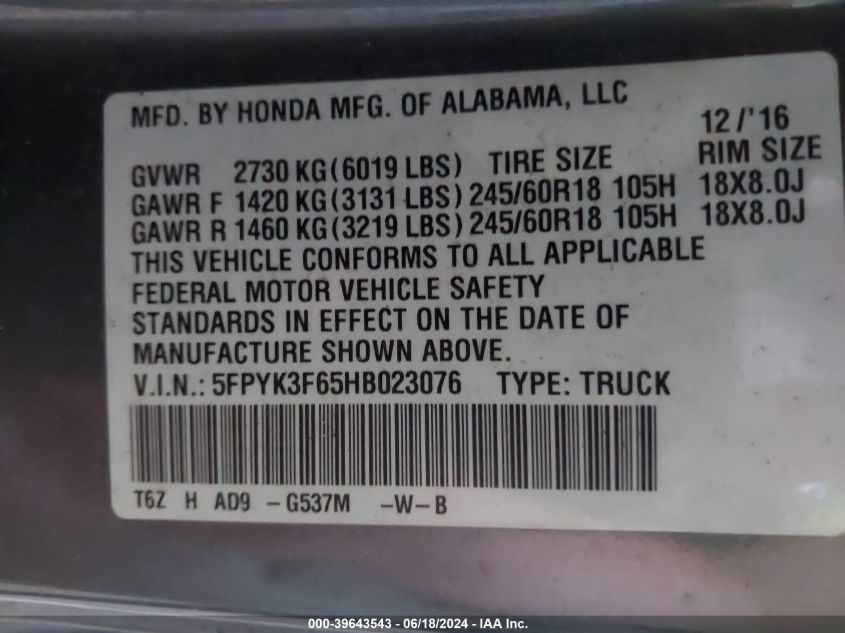 MFD. BY HONDA MFG. OF ALABAMA, LLC 12/'16
GVWR 2730 KG(6019 LBS) TIRE SIZE RIM SIZE
GAWR F 1420 KG(3131 LBS) 245/60R18 105H 18X8.0J
GAWR R 1460 KG(3219 LBS) 245/60R18 105H 18X8.0J
THIS VEHICLE CONFORMS TO ALL APPLICABLE
FEDERAL MOTOR VEHICLE SAFETY
STANDARDS IN EFFECT ON THE DATE OF
MANUFACTURE SHOWN ABOVE.
V.I.N.: 5FPYK3F65HB023076 TYPE: TRUCK
T6Z H AD9 -G537M -W-B
000-39643543 - 06/18/2024 - IAA Inc.